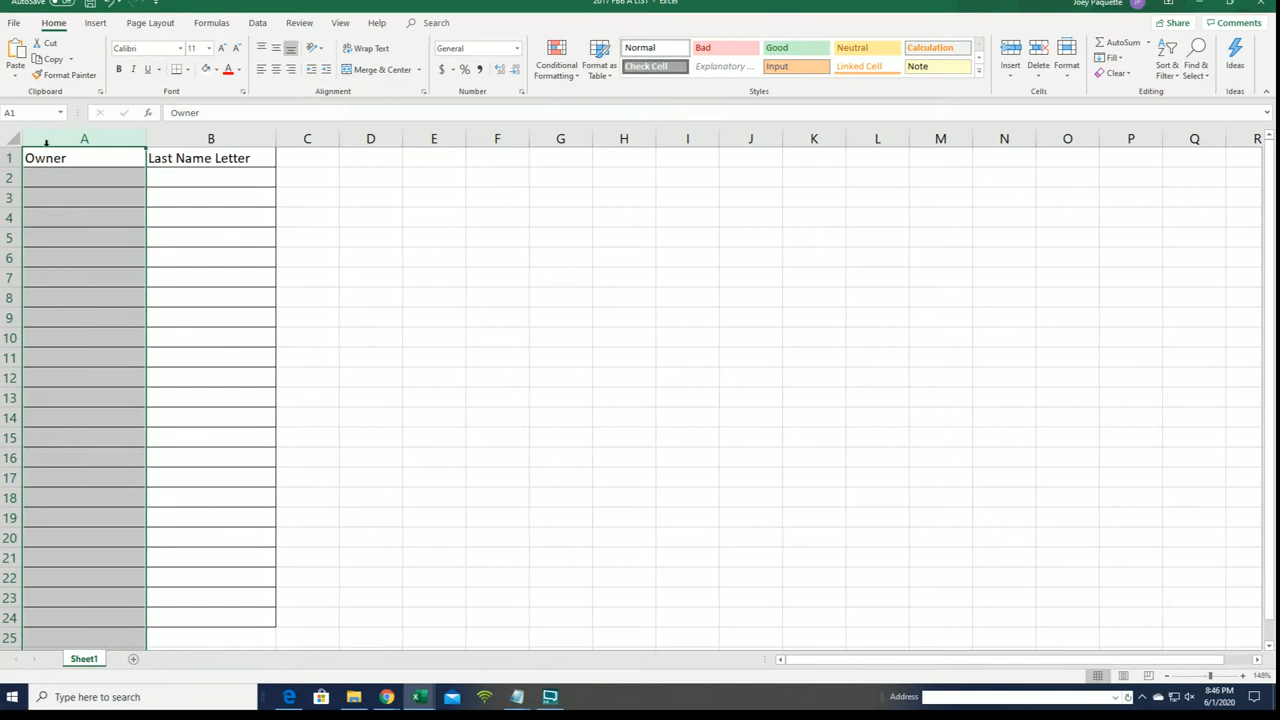 AutoSave Off 2017 FBB A LIST - Excel Joey Paquette JP
File Home Insert Page Layout Formulas Data Review View Help Search Share Comments
Paste Cut Copy Format Painter Clipboard
Calibri 11 A A B I U A Font
Wrap Text Merge & Center Alignment
General $ % , Number
Conditional Formatting Format as Table
Normal Bad Good Neutral Calculation
Check Cell Explanatory ... Input Linked Cell Note
Styles
Insert Delete Format Cells
AutoSum Fill Clear Sort & Filter Find & Select Editing
Ideas Ideas
A1 fx Owner
A B C D E F G H I J K L M N O P Q R
1 Owner Last Name Letter
2
3
4
5
6
7
8
9
10
11
12
13
14
15
16
17
18
19
20
21
22
23
24
25
Sheet1
148%
Type here to search Address 8:46 PM
6/1/2020